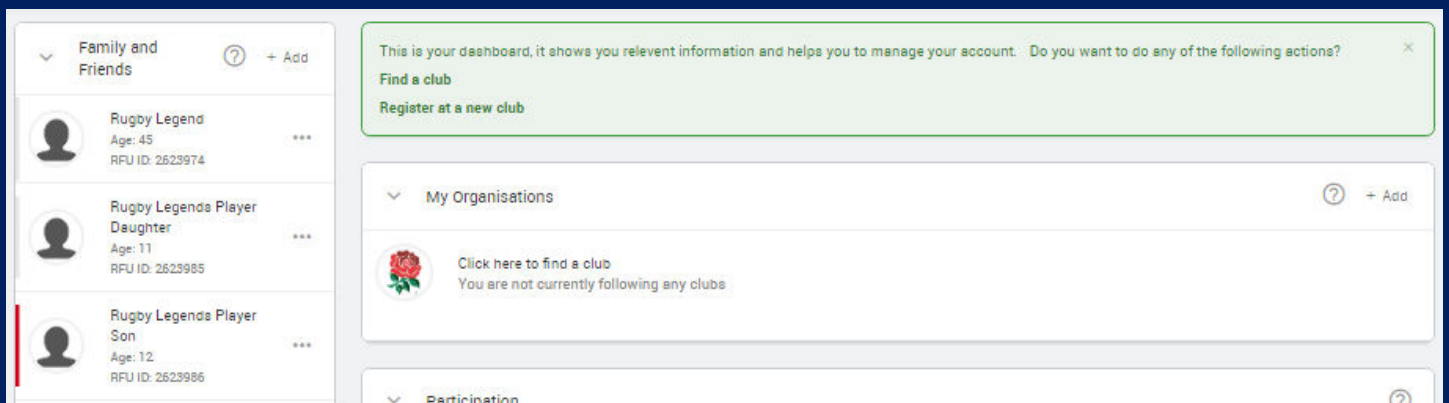 Family and
Friends
+ Add
Rugby Legend
Age: 45
RFU ID: 2623974
Rugby Legends Player
Daughter
Age: 11
RFU ID: 2623985
Rugby Legends Player
Son
Age: 12
RFU ID: 2623986
This is your dashboard, it shows you relevent information and helps you to manage your account. Do you want to do any of the following actions?
Find a club
Register at a new club
My Organisations
+ Add
Click here to find a club
You are not currently following any clubs
Participation